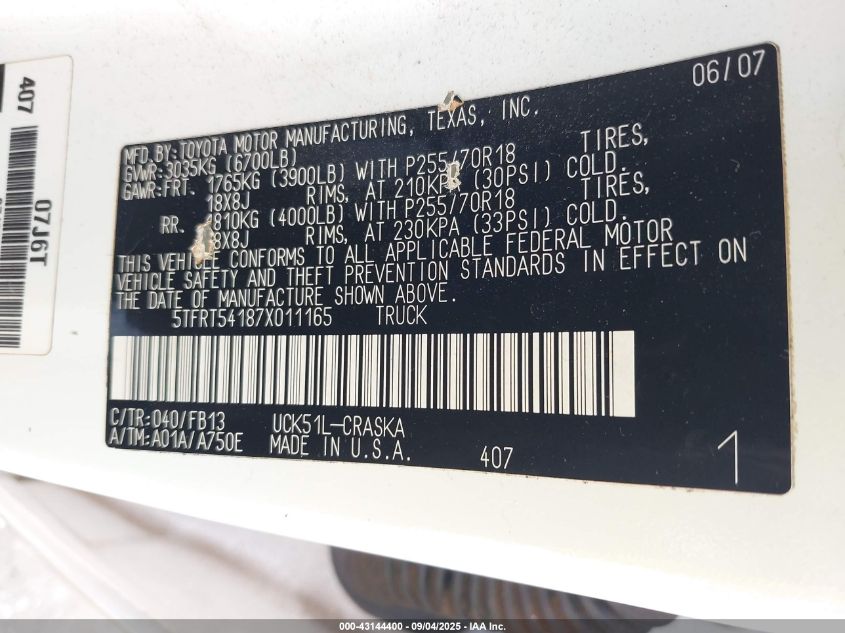 407
07J6T
06/07
MFD.BY:TOYOTA MOTOR MANUFACTURING, TEXAS, INC.
GVWR:3035KG (6700LB)
GAWR:FRT. 1765KG (3900LB) WITH P255/70R18 TIRES,
18X8J RIMS, AT 210KPA (30PSI) COLD.
RR. 1810KG (4000LB) WITH P255/70R18 TIRES,
18X8J RIMS, AT 230KPA (33PSI) COLD.
THIS VEHICLE CONFORMS TO ALL APPLICABLE FEDERAL MOTOR
VEHICLE SAFETY AND THEFT PREVENTION STANDARDS IN EFFECT ON
THE DATE OF MANUFACTURE SHOWN ABOVE.
5TFRT54187X011165 TRUCK
C/TR:040/FB13 UCK51L-CRASKA
A/TM:A01A/A750E MADE IN U.S.A. 407
1
000-43144400 - 09/04/2025 - IAA Inc.